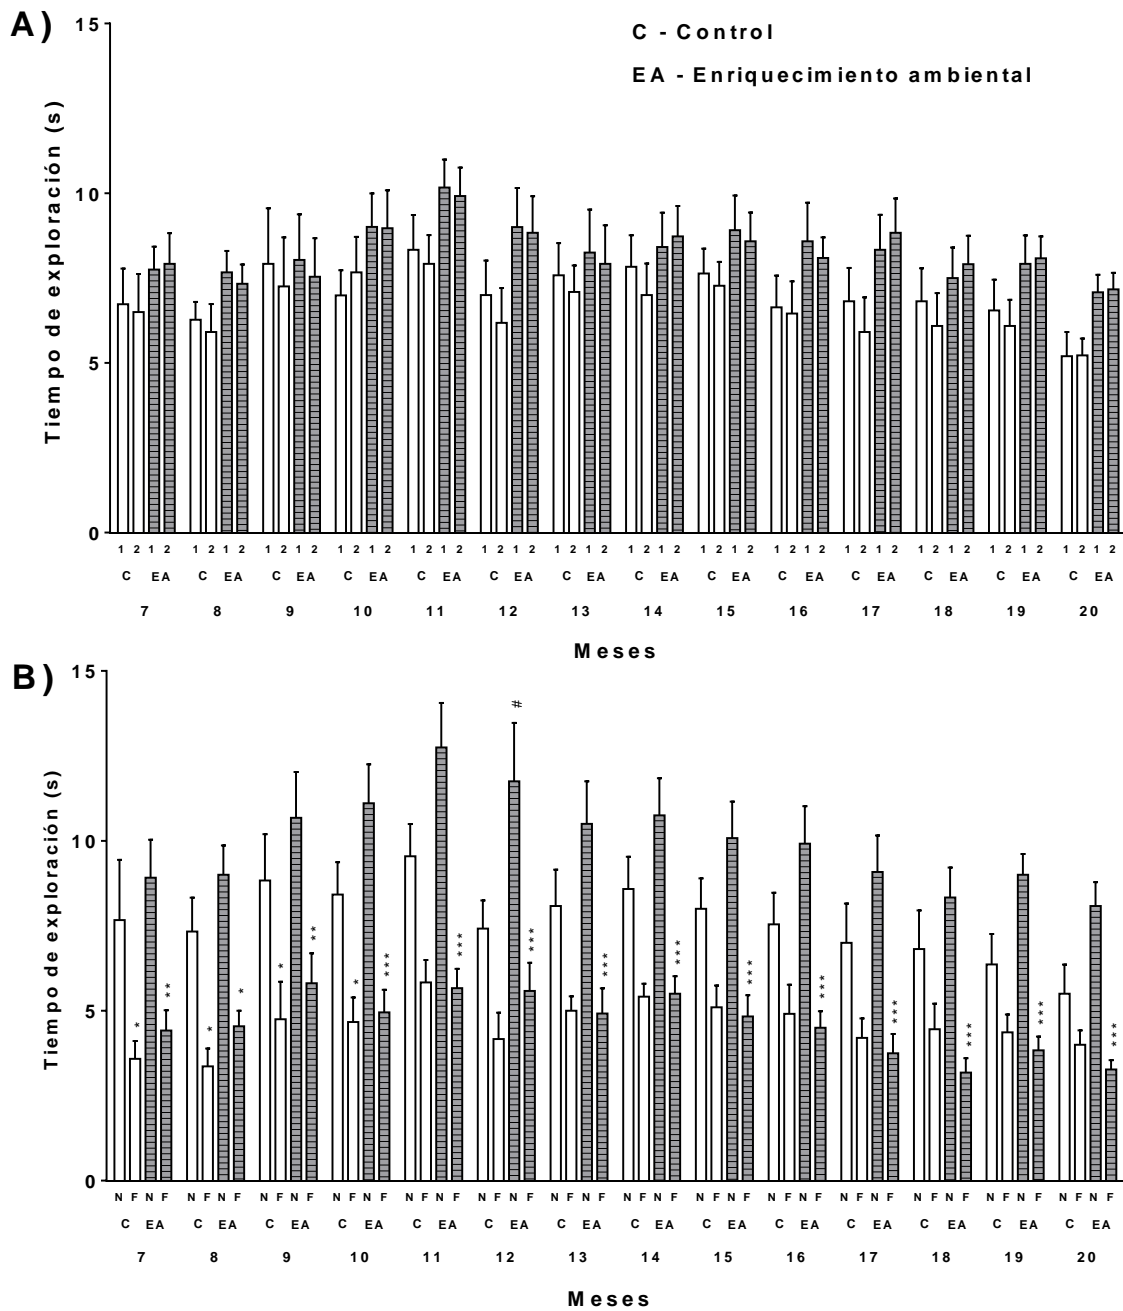 A)
15
C - Control
EA - Enriquecimiento ambiental
10
5
0
Tiempo de exploración (s)
1 2 1 2 1 2 1 2 1 2 1 2 1 2 1 2 1 2 1 2 1 2 1 2 1 2 1 2 1 2 1 2 1 2 1 2 1 2 1 2 1 2 1 2 1 2 1 2 1 2 1 2 1 2 1 2
C EA C EA C EA C EA C EA C EA C EA C EA C EA C EA C EA C EA C EA C EA
7 8 9 10 11 12 13 14 15 16 17 18 19 20
Meses
B)
15
10
5
0
Tiempo de exploración (s)
#
* ** * * * ** * *** *** *** *** *** *** *** *** *** *** ***
N F N F N F N F N F N F N F N F N F N F N F N F N F N F N F N F N F N F N F N F N F N F N F N F N F N F N F N F
C EA C EA C EA C EA C EA C EA C EA C EA C EA C EA C EA C EA C EA C EA
7 8 9 10 11 12 13 14 15 16 17 18 19 20
Meses